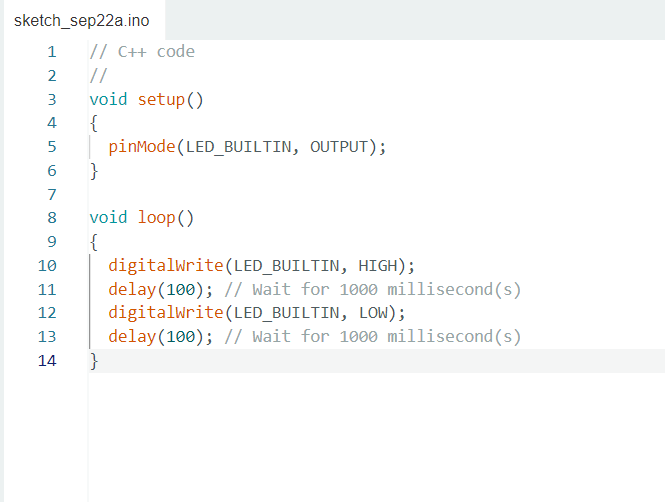 sketch_sep22a.ino
1 // C++ code
2 //
3 void setup()
4 {
5 pinMode(LED_BUILTIN, OUTPUT);
6 }
7
8 void loop()
9 {
10 digitalWrite(LED_BUILTIN, HIGH);
11 delay(100); // Wait for 1000 millisecond(s)
12 digitalWrite(LED_BUILTIN, LOW);
13 delay(100); // Wait for 1000 millisecond(s)
14 }